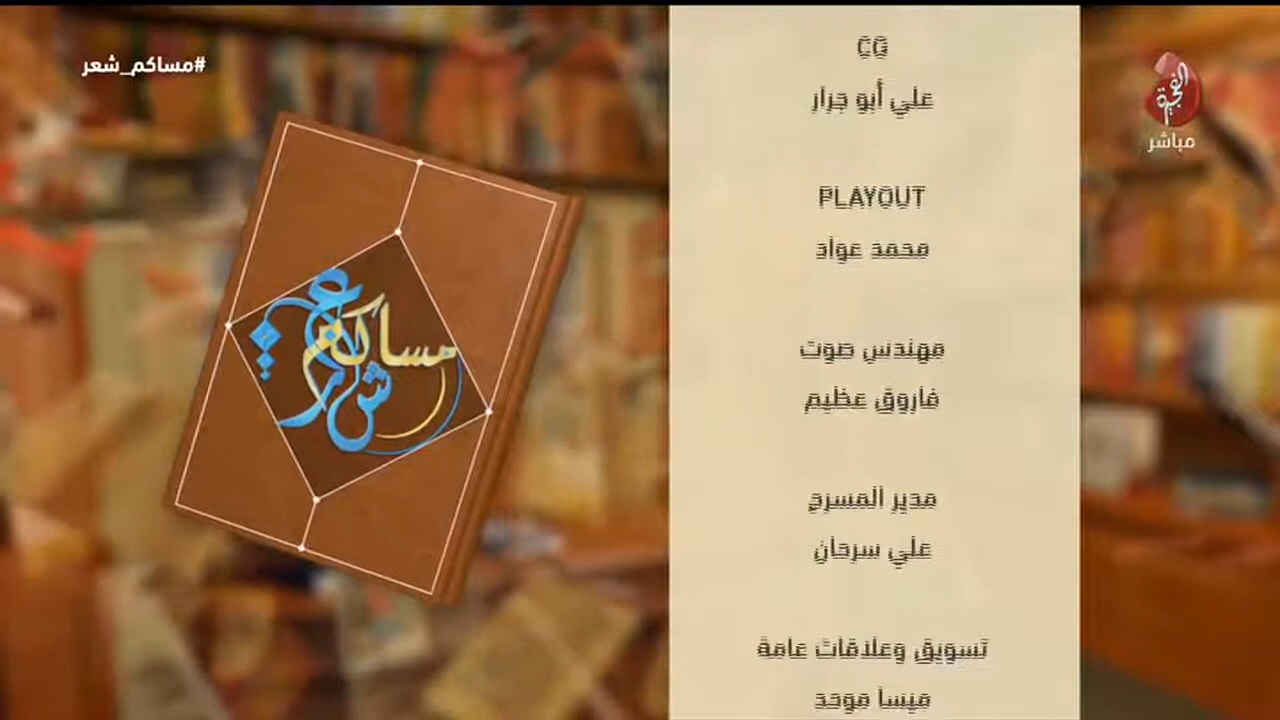 #مساكم_شعر
مساكم
شعر
CG
علي أبو جرار
PLAYOUT
محمد عواد
مهندس صوت
فاروق عظيم
مدير المسرح
علي سرحان
تسويق وعلاقات عامة
ميسا موحد
الفجيرة
مباشر